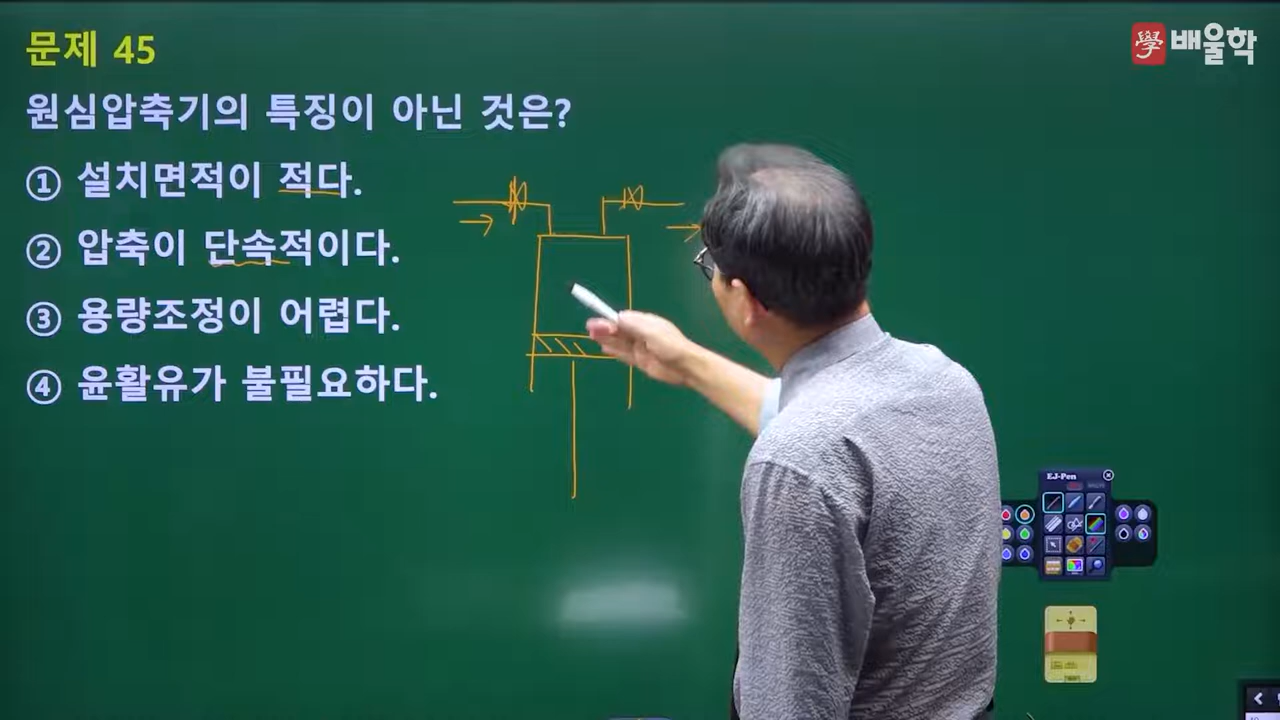 문제 45
學 배울학
원심압축기의 특징이 아닌 것은?
① 설치면적이 적다.
② 압축이 단속적이다.
③ 용량조정이 어렵다.
④ 윤활유가 불필요하다.
EJ-Pen